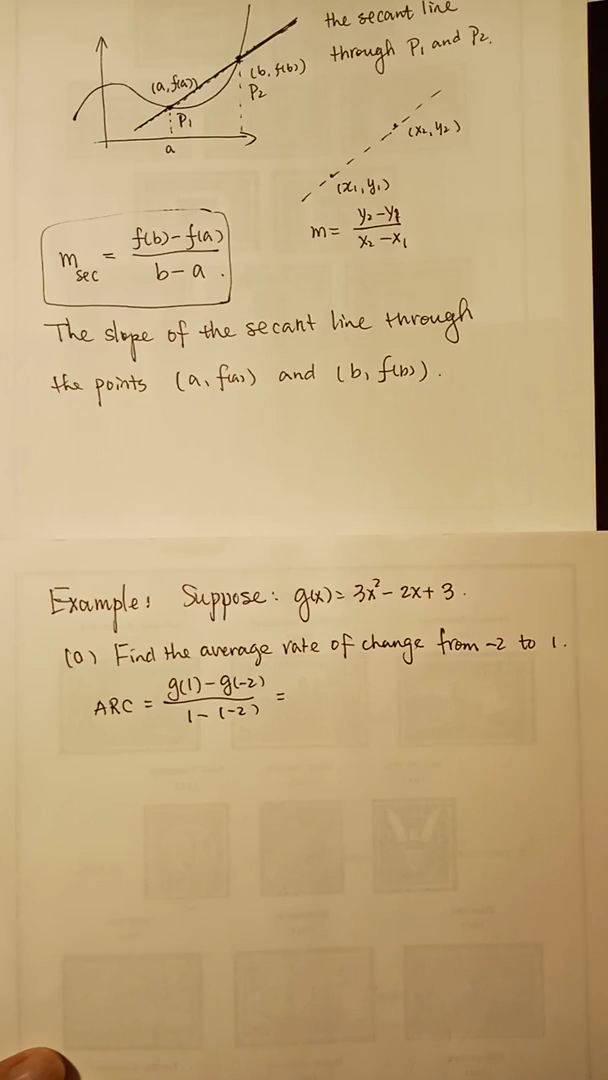 the secant line
through P₁ and P₂.
(a, f(a))
(b, f(b))
P₂
P₁
a
(x₂, y₂)
(x₁, y₁)
m = (y₂ - y₁)/(x₂ - x₁)
m_sec = (f(b) - f(a))/(b - a).
The slope of the secant line through
the points (a, f(a)) and (b, f(b)).
Example: Suppose: g(x) = 3x² - 2x + 3.
(a) Find the average rate of change from -2 to 1.
ARC = (g(1) - g(-2))/(1 - (-2)) =